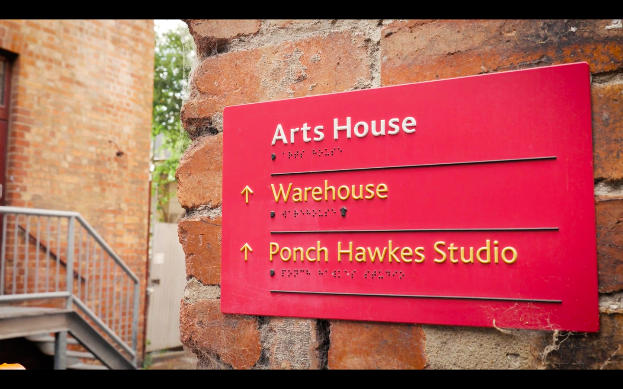 Arts House
↑ Warehouse
↑ Ponch Hawkes Studio